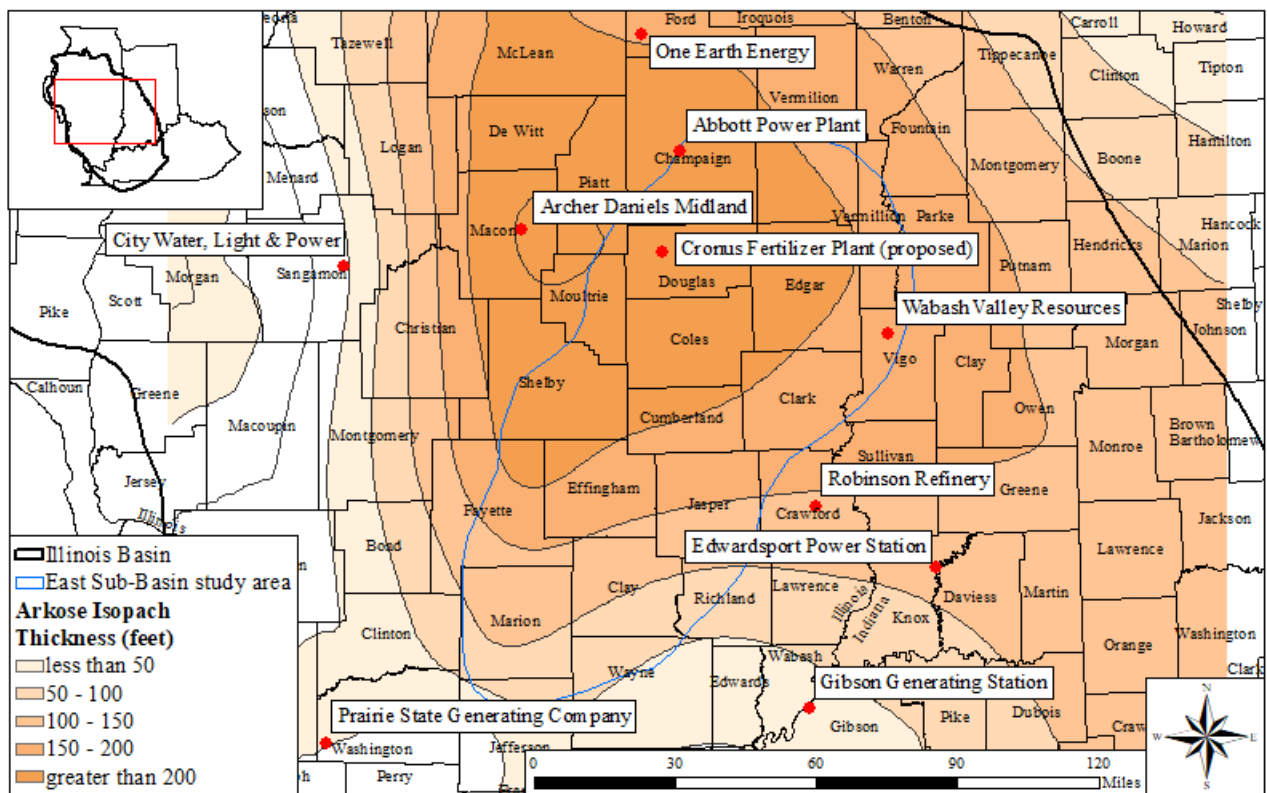 Ford
Iroquois
Benton
Carroll
Howard
Tazewell
McLean
One Earth Energy
Tippecanoe
Warren
Clinton
Tipton
Vermilion
De Witt
Abbott Power Plant
Fountain
Logan
Champaign
Hamilton
Boone
Montgomery
Menard
Piatt
Archer Daniels Midland
Vermillion
Parke
Hancock
City Water, Light & Power
Macon
Hendricks
Marion
Cronus Fertilizer Plant (proposed)
Morgan
Sangamon
Putnam
Douglas
Edgar
Scott
Moultrie
Shelby
Pike
Wabash Valley Resources
Christian
Johnson
Coles
Morgan
Vigo
Clay
Calhoun
Greene
Shelby
Clark
Owen
Cumberland
Macoupin
Brown
Montgomery
Monroe
Bartholomew
Sullivan
Jersey
Robinson Refinery
Effingham
Greene
Fayette
Jasper
Crawford
Jackson
Illinois
Edwardsport Power Station
Bond
Lawrence
Illinois Basin
East Sub-Basin study area
Arkose Isopach
Thickness (feet)
less than 50
50 - 100
100 - 150
150 - 200
greater than 200
Clay
Lawrence
Richland
Daviess
Martin
Illinois
Indiana
Knox
Marion
Clinton
Washington
Orange
Wabash
Wayne
Edwards
Clark
Gibson Generating Station
Prairie State Generating Company
Gibson
Pike
Dubois
Craw
Washington
Jefferson
Perry
N
W
E
S
0
30
60
90
120
Miles